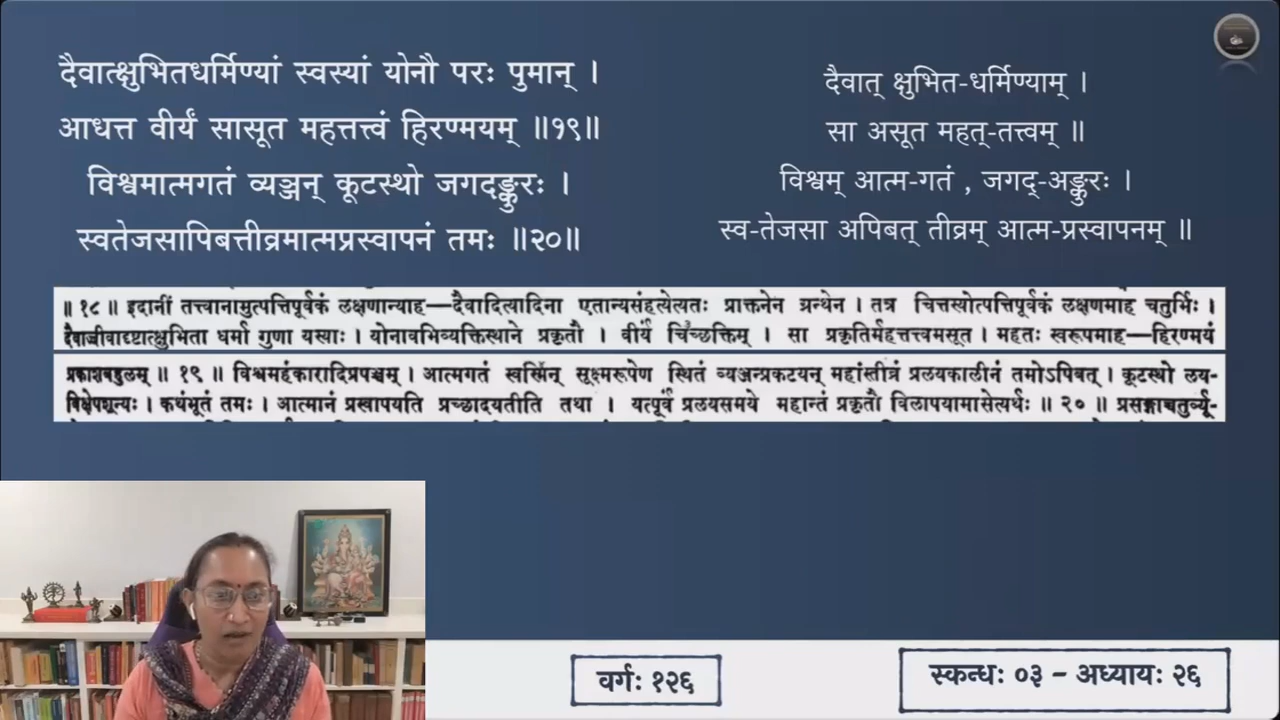 दैवात्क्षुभितधर्मिण्यां स्वस्यां योनौ परः पुमान् ।
आधत्त वीर्यं सासूत महत्तत्त्वं हिरण्मयम् ॥१९॥
विश्वमात्मगतं व्यञ्जन् कूटस्थो जगदङ्कुरः ।
स्वतेजसापिबत्तीव्रमात्मप्रस्वापनं तमः ॥२०॥
दैवात् क्षुभित-धर्मिण्याम् ।
सा असूत महत्-तत्त्वम् ॥
विश्वम् आत्म-गतं , जगद्-अङ्कुरः ।
स्व-तेजसा अपिबत् तीव्रम् आत्म-प्रस्वापनम् ॥
॥ १८ ॥ इदानीं तत्त्वानामुत्पत्तिपूर्वकं लक्षणान्याह—दैवादित्यादिना एतान्यसंहत्येत्यतः प्राक्तनेन ग्रन्थेन । तत्र चित्तस्योत्पत्तिपूर्वकं लक्षणमाह चतुर्भिः ।
दैवाज्जीवादृष्टात्क्षुभिता धर्मा गुणा यस्याः । योनावभिव्यक्तिस्थाने प्रकृतौ । वीर्यं चिच्छक्तिम् । सा प्रकृतिर्महत्तत्त्वमसूत । महतः स्वरूपमाह—हिरण्मयं
प्रकाशबहुलम् ॥ १९ ॥ विश्वमहंकारादिप्रपञ्चम् । आत्मगतं स्वस्मिन् सूक्ष्मरूपेण स्थितं व्यञ्जन्प्रकटयन् महांस्तीव्रं प्रलयकालीनं तमोऽपिबत् । कूटस्थो लय-
विक्षेपशून्यः । कथंभूतं तमः । आत्मानं प्रस्वापयति प्रच्छादयतीति तथा । यत्पूर्वं प्रलयसमये महान्तं प्रकृतौ विलापयामासेत्यर्थः ॥ २० ॥ प्रसङ्गाच्चतुर्व्यू-
वर्गः १२६
स्कन्धः ०३ – अध्यायः २६